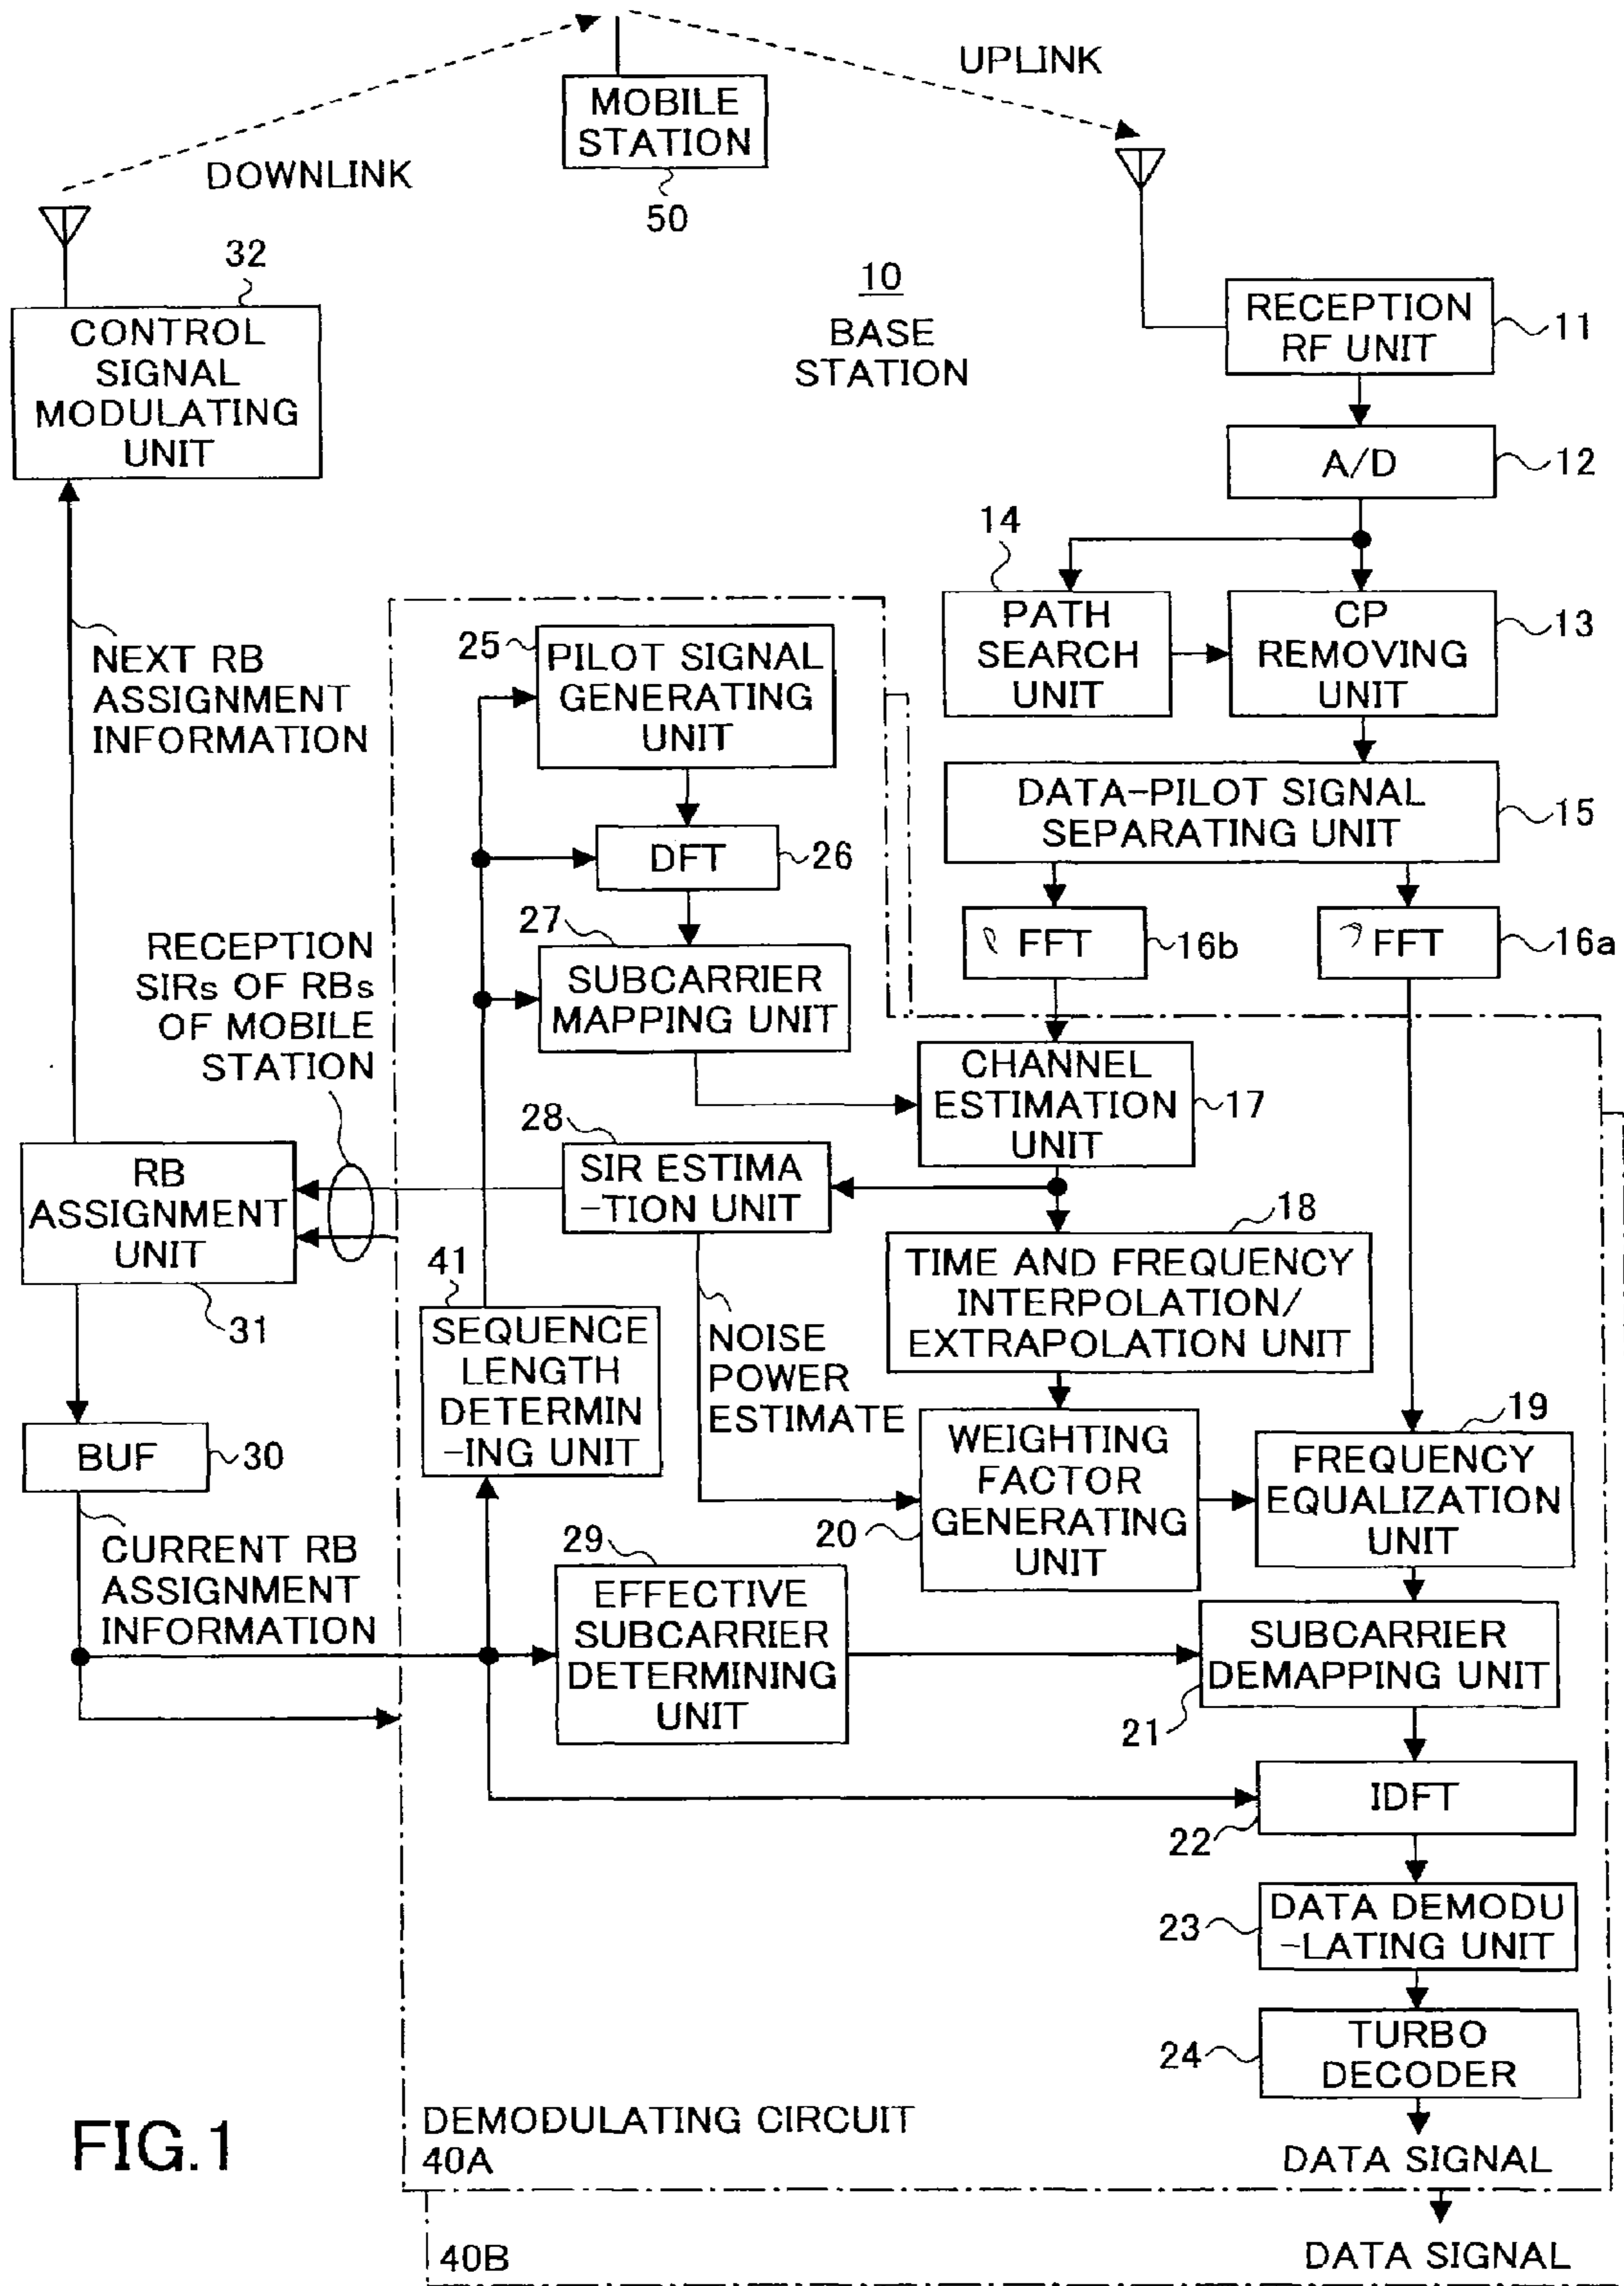 UPLINK
MOBILE
STATION
50
DOWNLINK
32
CONTROL
SIGNAL
MODULATING
UNIT
10
BASE
STATION
RECEPTION
RF UNIT
11
A/D
12
14
PATH
SEARCH
UNIT
CP
REMOVING
UNIT
13
NEXT RB
ASSIGNMENT
INFORMATION
25
PILOT SIGNAL
GENERATING
UNIT
DATA-PILOT SIGNAL
SEPARATING UNIT
15
DFT
26
FFT
16b
FFT
16a
27
SUBCARRIER
MAPPING UNIT
RECEPTION
SIRs OF RBs
OF MOBILE
STATION
CHANNEL
ESTIMATION
UNIT
17
28
SIR ESTIMA
-TION UNIT
RB
ASSIGNMENT
UNIT
31
18
TIME AND FREQUENCY
INTERPOLATION/
EXTRAPOLATION UNIT
41
SEQUENCE
LENGTH
DETERMIN
-ING UNIT
NOISE
POWER
ESTIMATE
BUF
30
WEIGHTING
FACTOR
GENERATING
UNIT
20
19
FREQUENCY
EQUALIZATION
UNIT
CURRENT RB
ASSIGNMENT
INFORMATION
29
EFFECTIVE
SUBCARRIER
DETERMINING
UNIT
SUBCARRIER
DEMAPPING UNIT
21
IDFT
22
DATA DEMODU
-LATING UNIT
23
TURBO
DECODER
24
DEMODULATING CIRCUIT
40A
DATA SIGNAL
FIG.1
40B
DATA SIGNAL